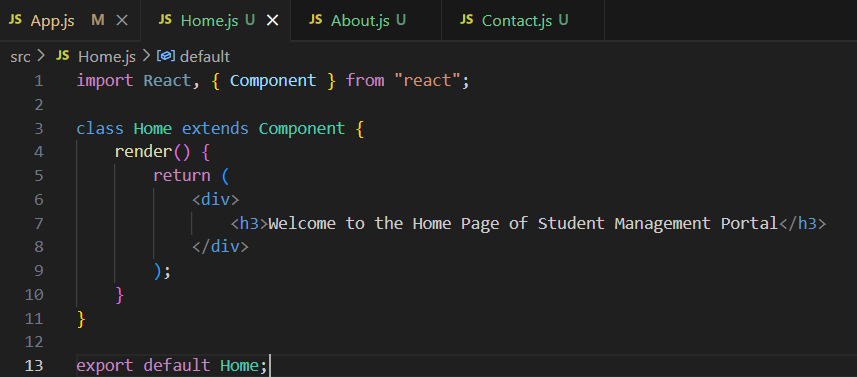 JS App.js M × JS Home.js U × JS About.js U JS Contact.js U
src > JS Home.js > default
1 import React, { Component } from "react";
2
3 class Home extends Component {
4     render() {
5         return (
6             <div>
7                 <h3>Welcome to the Home Page of Student Management Portal</h3>
8             </div>
9         );
10     }
11 }
12
13 export default Home;